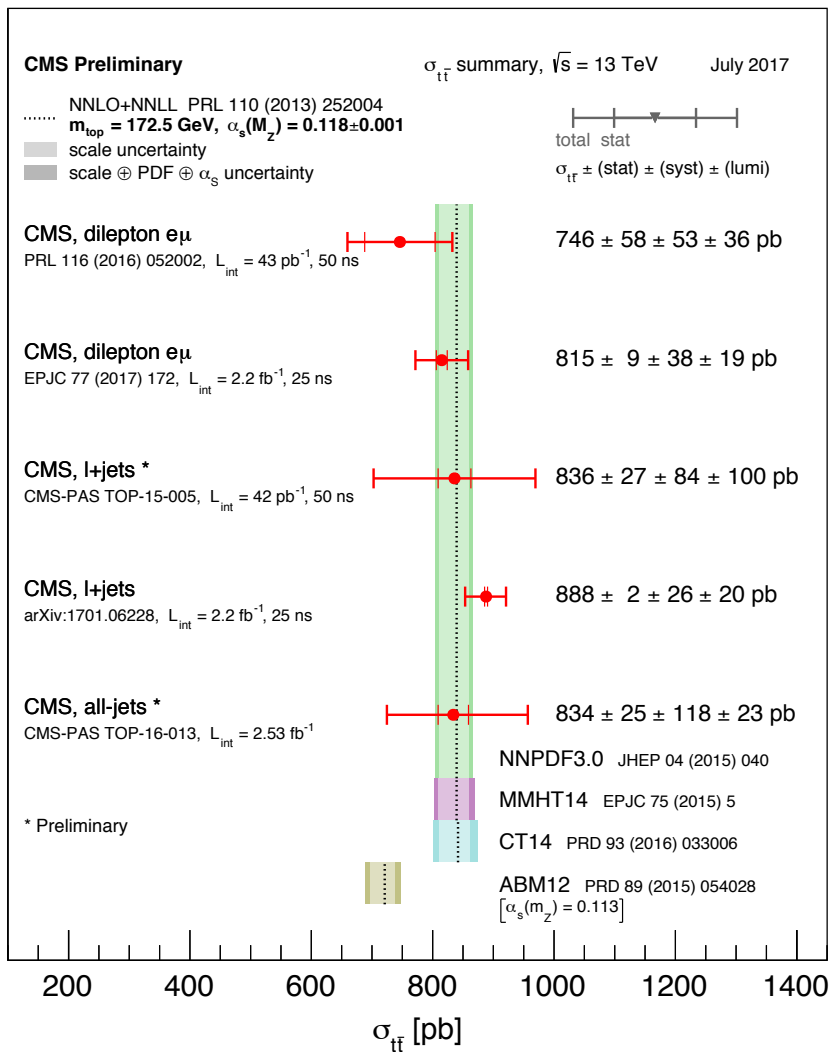 CMS Preliminary
σ_tt̄ summary, √s = 13 TeV
July 2017
NNLO+NNLL PRL 110 (2013) 252004
m_top = 172.5 GeV, α_s(M_Z) = 0.118±0.001
scale uncertainty
scale ⊕ PDF ⊕ α_S uncertainty
total stat
σ_tt̄ ± (stat) ± (syst) ± (lumi)
CMS, dilepton eμ
PRL 116 (2016) 052002, L_int = 43 pb⁻¹, 50 ns
746 ± 58 ± 53 ± 36 pb
CMS, dilepton eμ
EPJC 77 (2017) 172, L_int = 2.2 fb⁻¹, 25 ns
815 ± 9 ± 38 ± 19 pb
CMS, l+jets *
CMS-PAS TOP-15-005, L_int = 42 pb⁻¹, 50 ns
836 ± 27 ± 84 ± 100 pb
CMS, l+jets
arXiv:1701.06228, L_int = 2.2 fb⁻¹, 25 ns
888 ± 2 ± 26 ± 20 pb
CMS, all-jets *
CMS-PAS TOP-16-013, L_int = 2.53 fb⁻¹
834 ± 25 ± 118 ± 23 pb
NNPDF3.0 JHEP 04 (2015) 040
MMHT14 EPJC 75 (2015) 5
* Preliminary
CT14 PRD 93 (2016) 033006
ABM12 PRD 89 (2015) 054028
[α_s(m_Z) = 0.113]
200 400 600 800 1000 1200 1400
σ_tt̄ [pb]